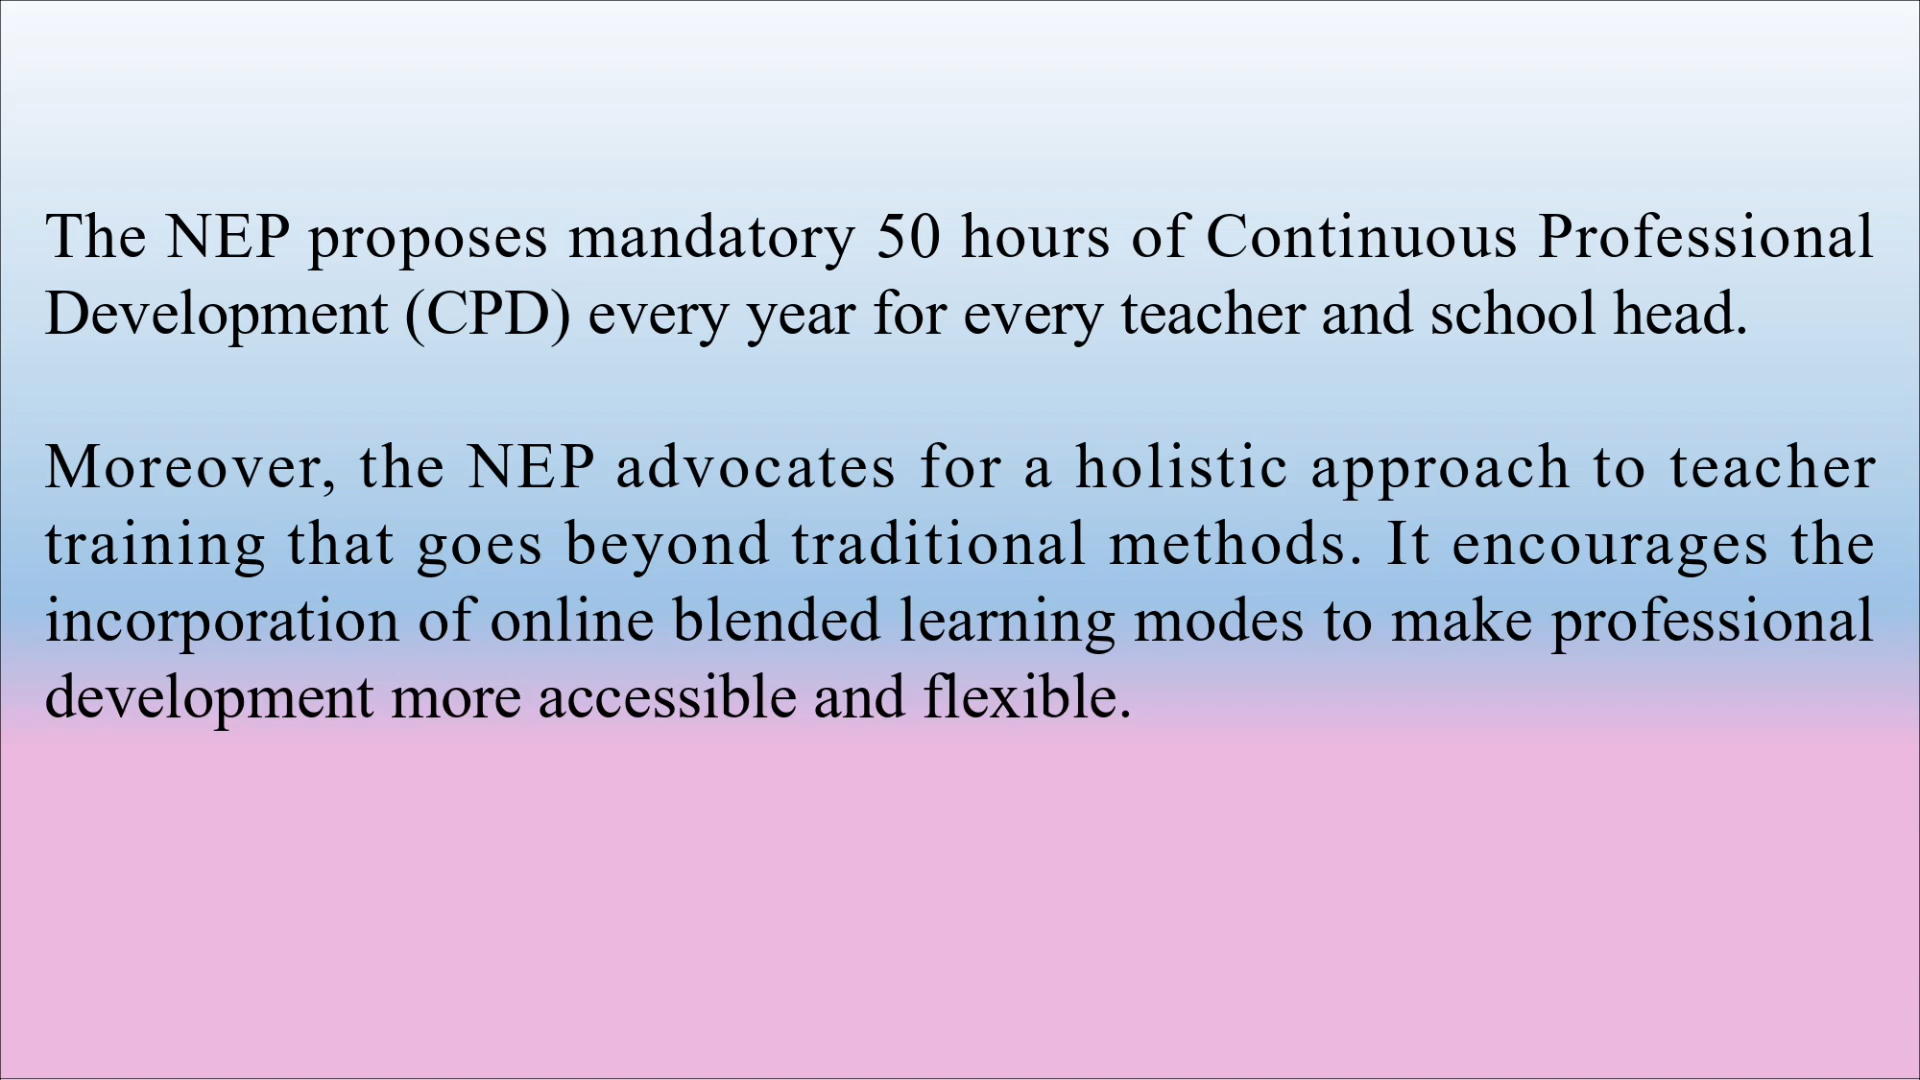 The NEP proposes mandatory 50 hours of Continuous Professional
Development (CPD) every year for every teacher and school head.
Moreover, the NEP advocates for a holistic approach to teacher
training that goes beyond traditional methods. It encourages the
incorporation of online blended learning modes to make professional
development more accessible and flexible.